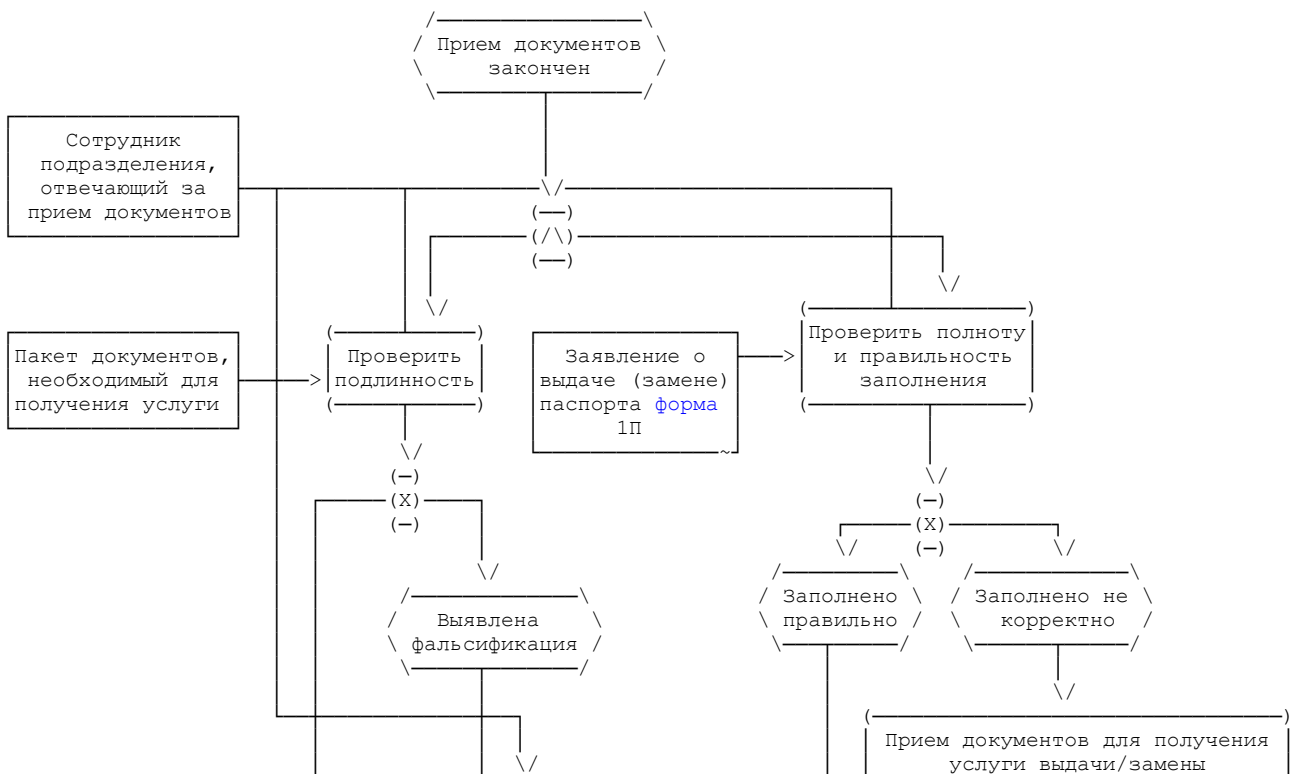 Прием документов
закончен
Сотрудник
подразделения,
отвечающий за
прием документов
(/\)
Пакет документов,
необходимый для
получения услуги
Проверить
подлинность
Заявление о
выдаче (замене)
паспорта форма
1П
Проверить полноту
и правильность
заполнения
(X)
(X)
Выявлена
фальсификация
Заполнено
правильно
Заполнено не
корректно
Прием документов для получения
услуги выдачи/замены